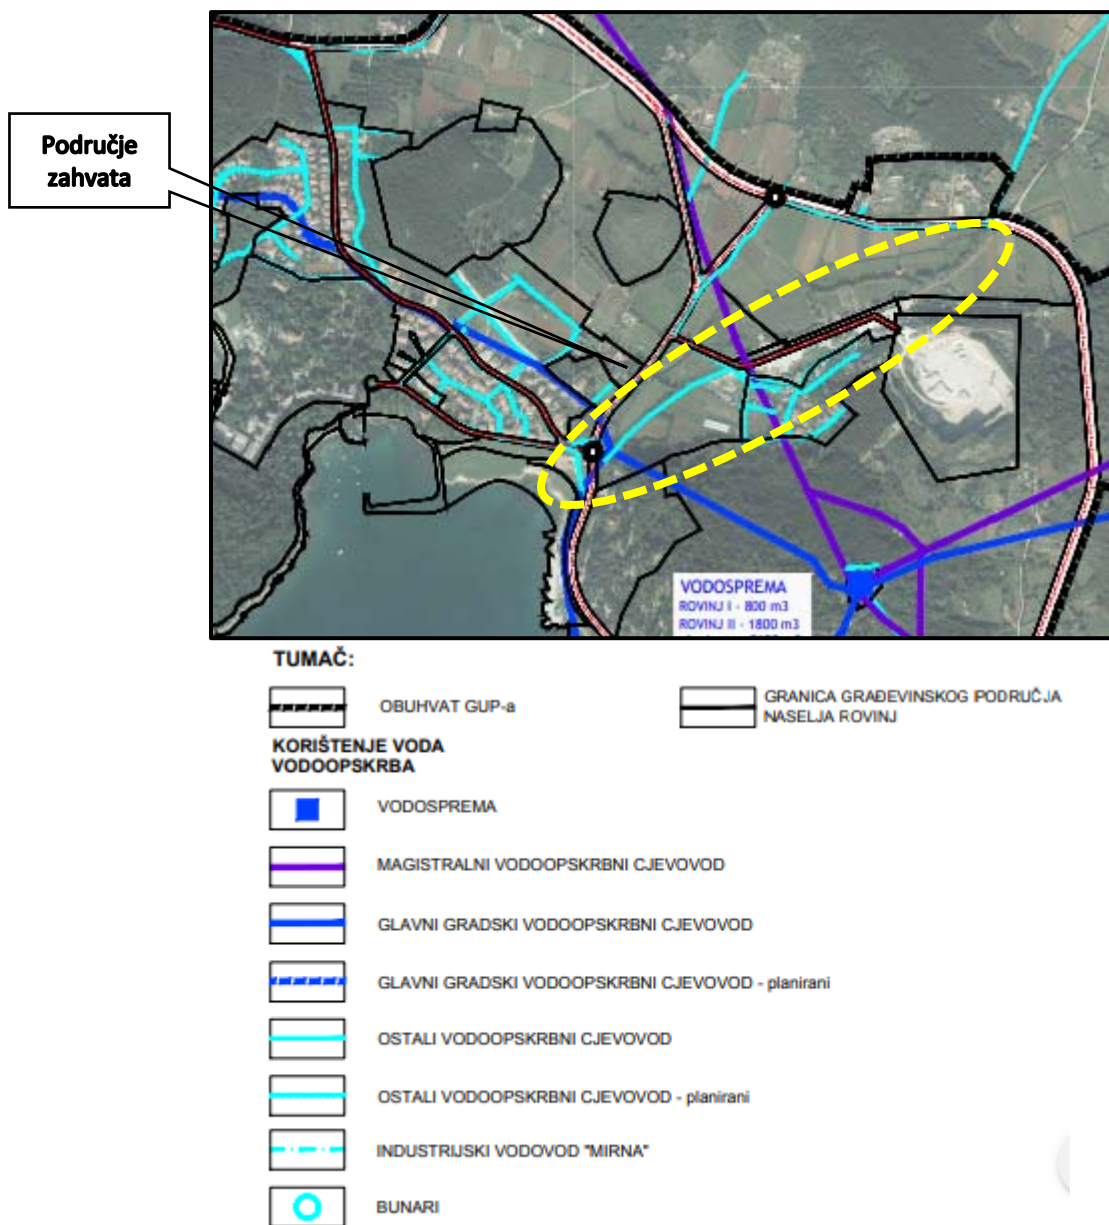 Područje
zahvata
VODOSPREMA
ROVINJ I - 800 m3
ROVINJ II - 1800 m3
TUMAČ:
OBUHVAT GUP-a
GRANICA GRAĐEVINSKOG PODRUČJA
NASELJA ROVINJ
KORIŠTENJE VODA
VODOOPSKRBA
VODOSPREMA
MAGISTRALNI VODOOPSKRBNI CJEVOVOD
GLAVNI GRADSKI VODOOPSKRBNI CJEVOVOD
GLAVNI GRADSKI VODOOPSKRBNI CJEVOVOD - planirani
OSTALI VODOOPSKRBNI CJEVOVOD
OSTALI VODOOPSKRBNI CJEVOVOD - planirani
INDUSTRIJSKI VODOVOD "MIRNA"
BUNARI